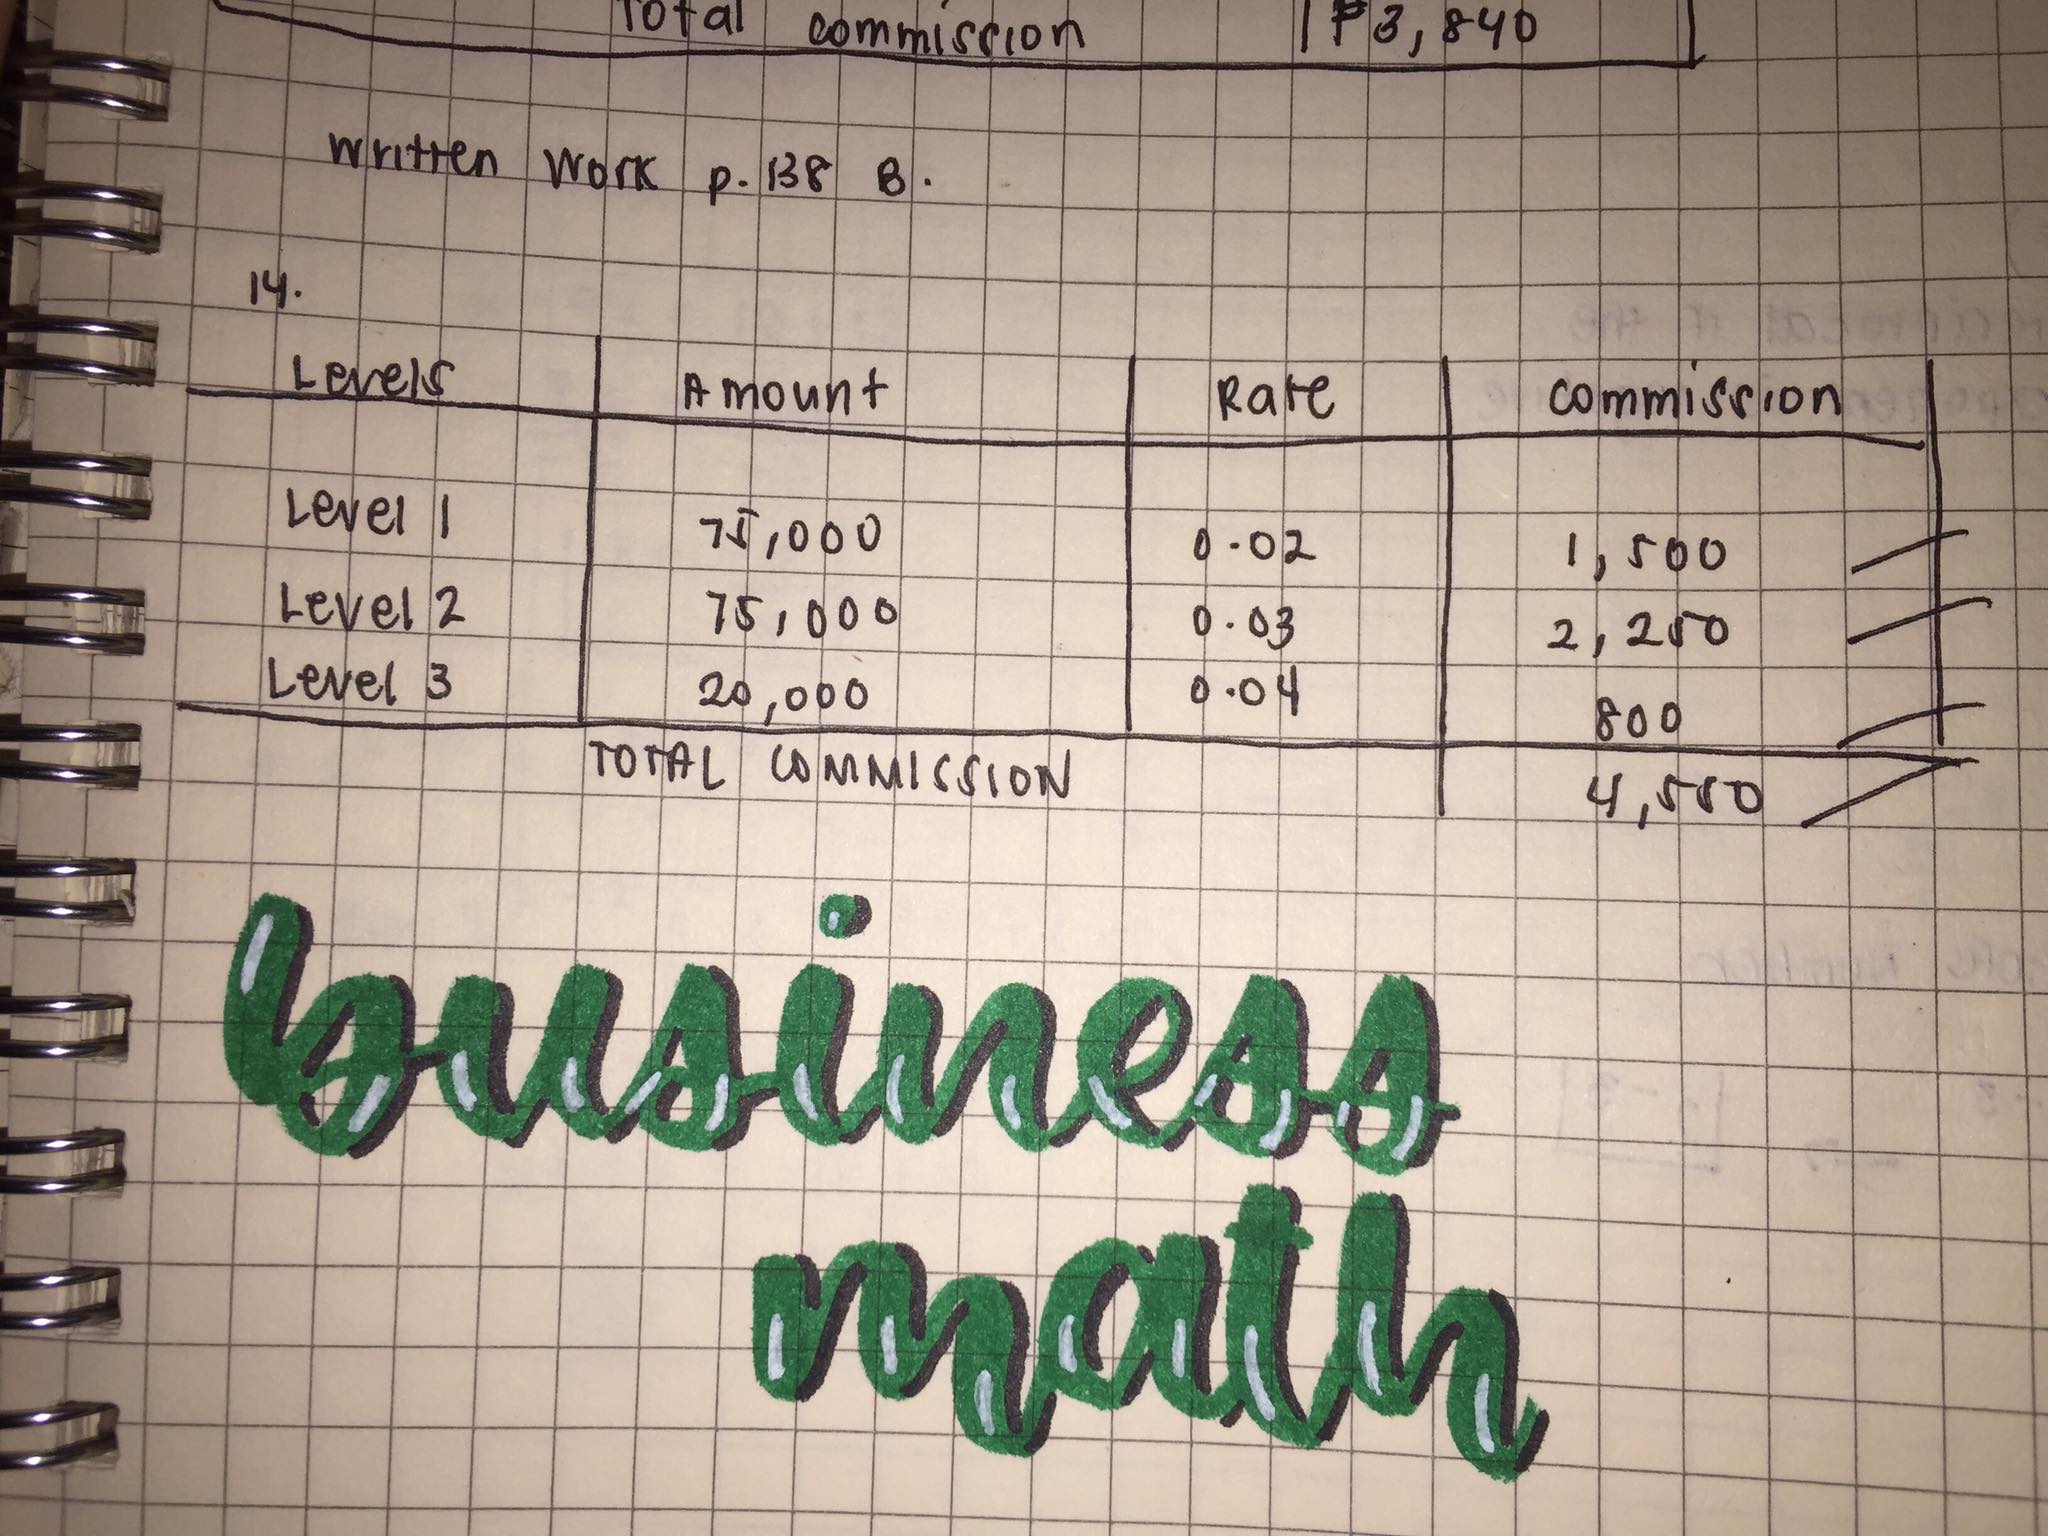 Total commission ₱3,840
Written Work p.138 B.
14.
Levels Amount Rate Commission
Level 1 75,000 0.02 1,500
Level 2 75,000 0.03 2,250
Level 3 20,000 0.04 800
TOTAL COMMISSION 4,550
business
math